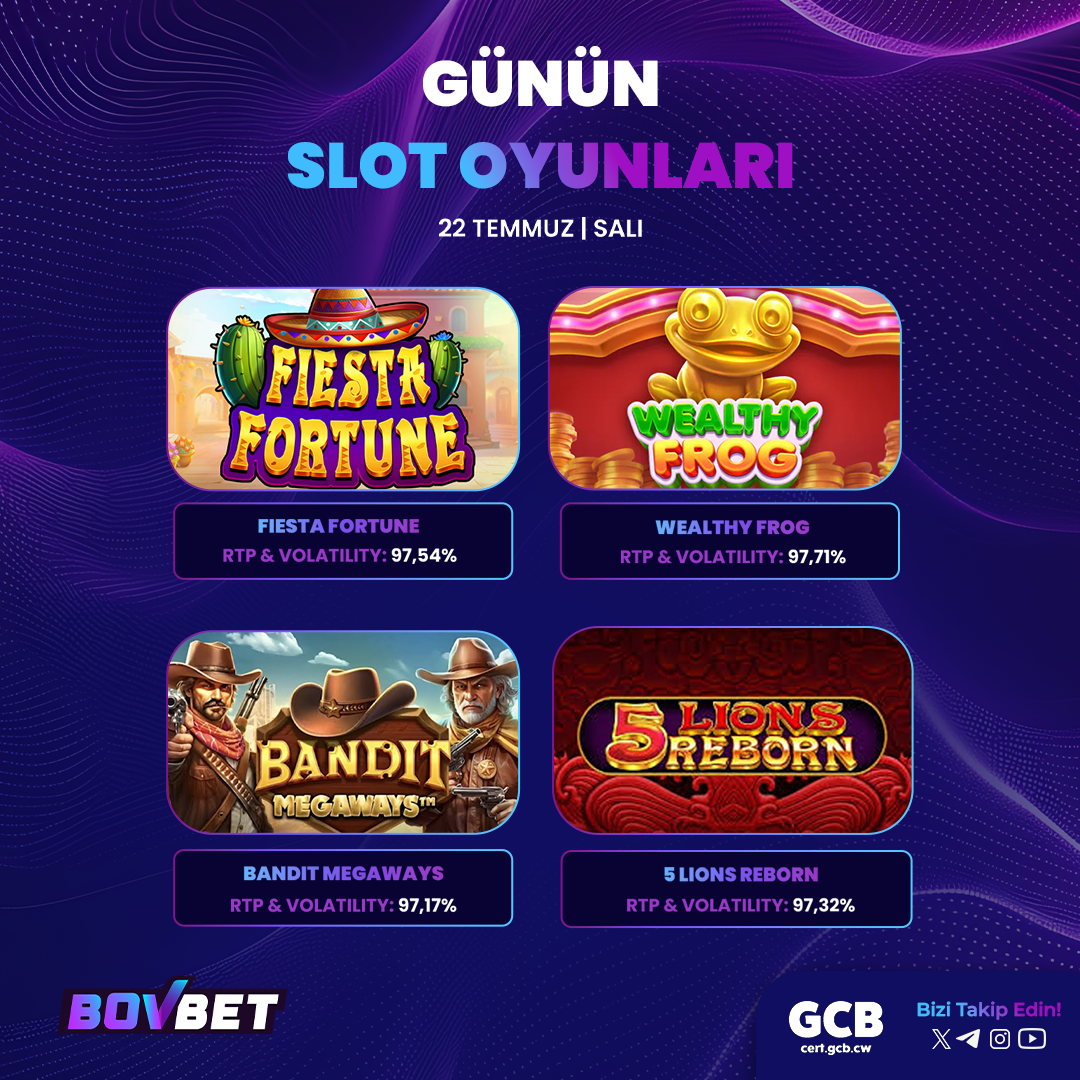 GÜNÜN
SLOT OYUNLARI
22 TEMMUZ | SALI
FIESTA
FORTUNE
WEALTHY
FROG
FIESTA FORTUNE
RTP & VOLATILITY: 97,54%
WEALTHY FROG
RTP & VOLATILITY: 97,71%
BANDIT
MEGAWAYS™
5 LIONS
REBORN
BANDIT MEGAWAYS
RTP & VOLATILITY: 97,17%
5 LIONS REBORN
RTP & VOLATILITY: 97,32%
BOVBET
GCB
cert.gcb.cw
Bizi Takip Edin!